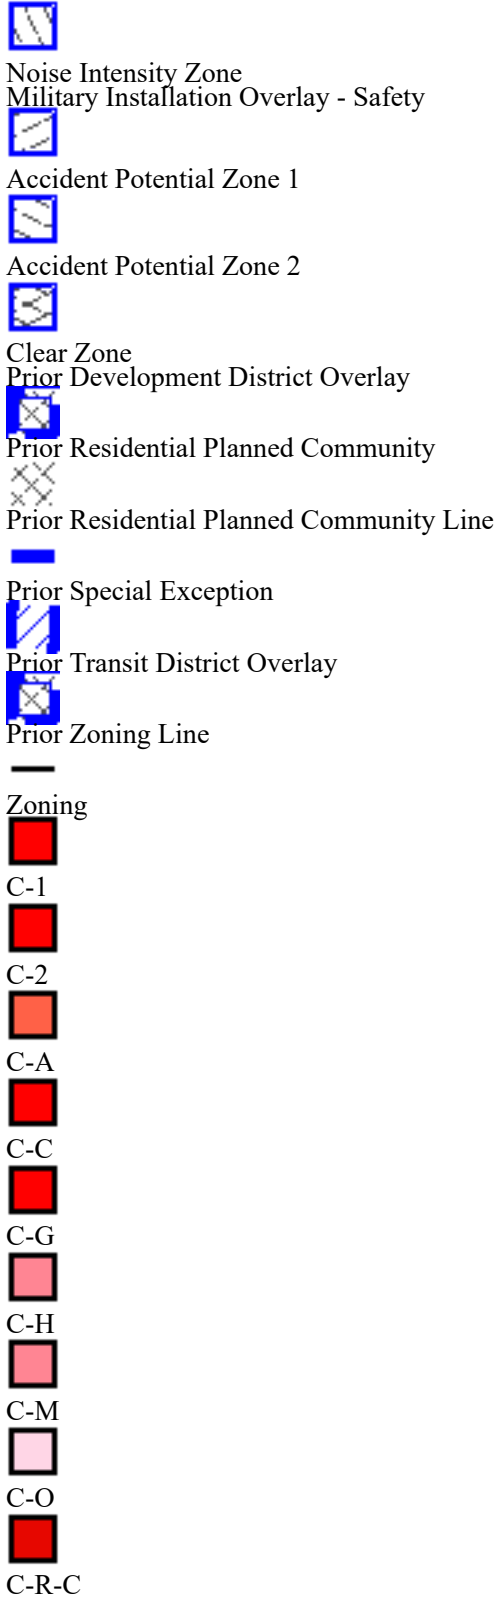 Noise Intensity Zone
Military Installation Overlay - Safety
Accident Potential Zone 1
Accident Potential Zone 2
Clear Zone
Prior Development District Overlay
Prior Residential Planned Community
Prior Residential Planned Community Line
Prior Special Exception
Prior Transit District Overlay
Prior Zoning Line
Zoning
C-1
C-2
C-A
C-C
C-G
C-H
C-M
C-O
C-R-C